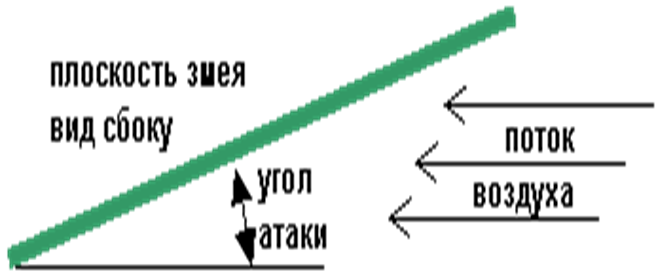 плоскость змея
вид сбоку
поток
воздуха
угол
атаки